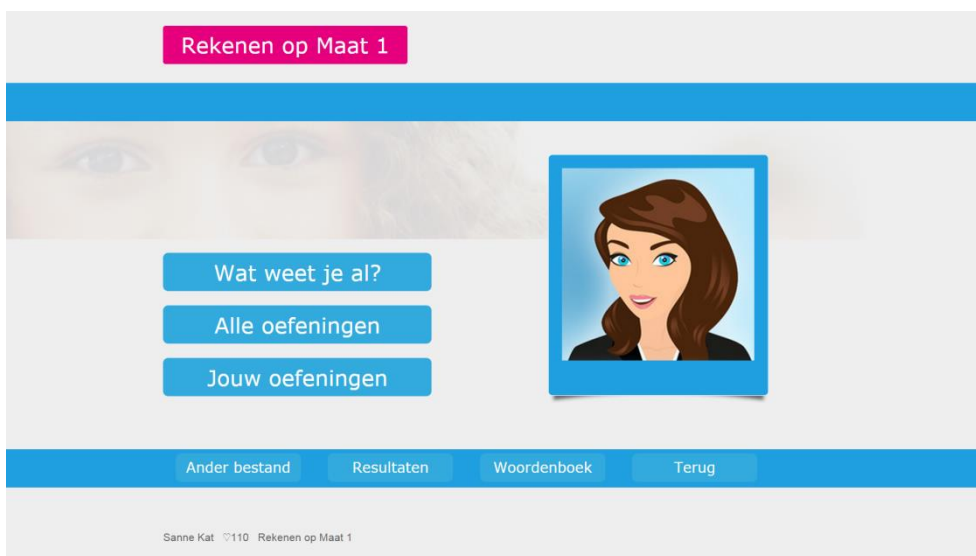 Rekenen op Maat 1
Wat weet je al?
Alle oefeningen
Jouw oefeningen
Ander bestand Resultaten Woordenboek Terug
Sanne Kat ♡110 Rekenen op Maat 1